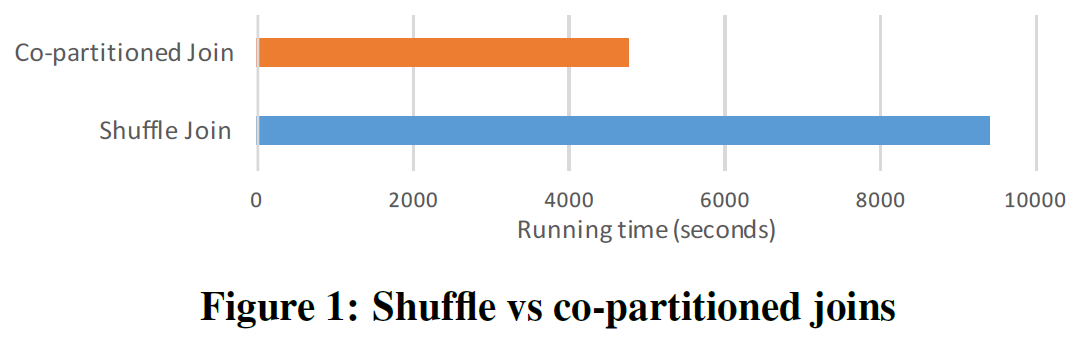 Co-partitioned Join
Shuffle Join
0 2000 4000 6000 8000 10000
Running time (seconds)
Figure 1: Shuffle vs co-partitioned joins